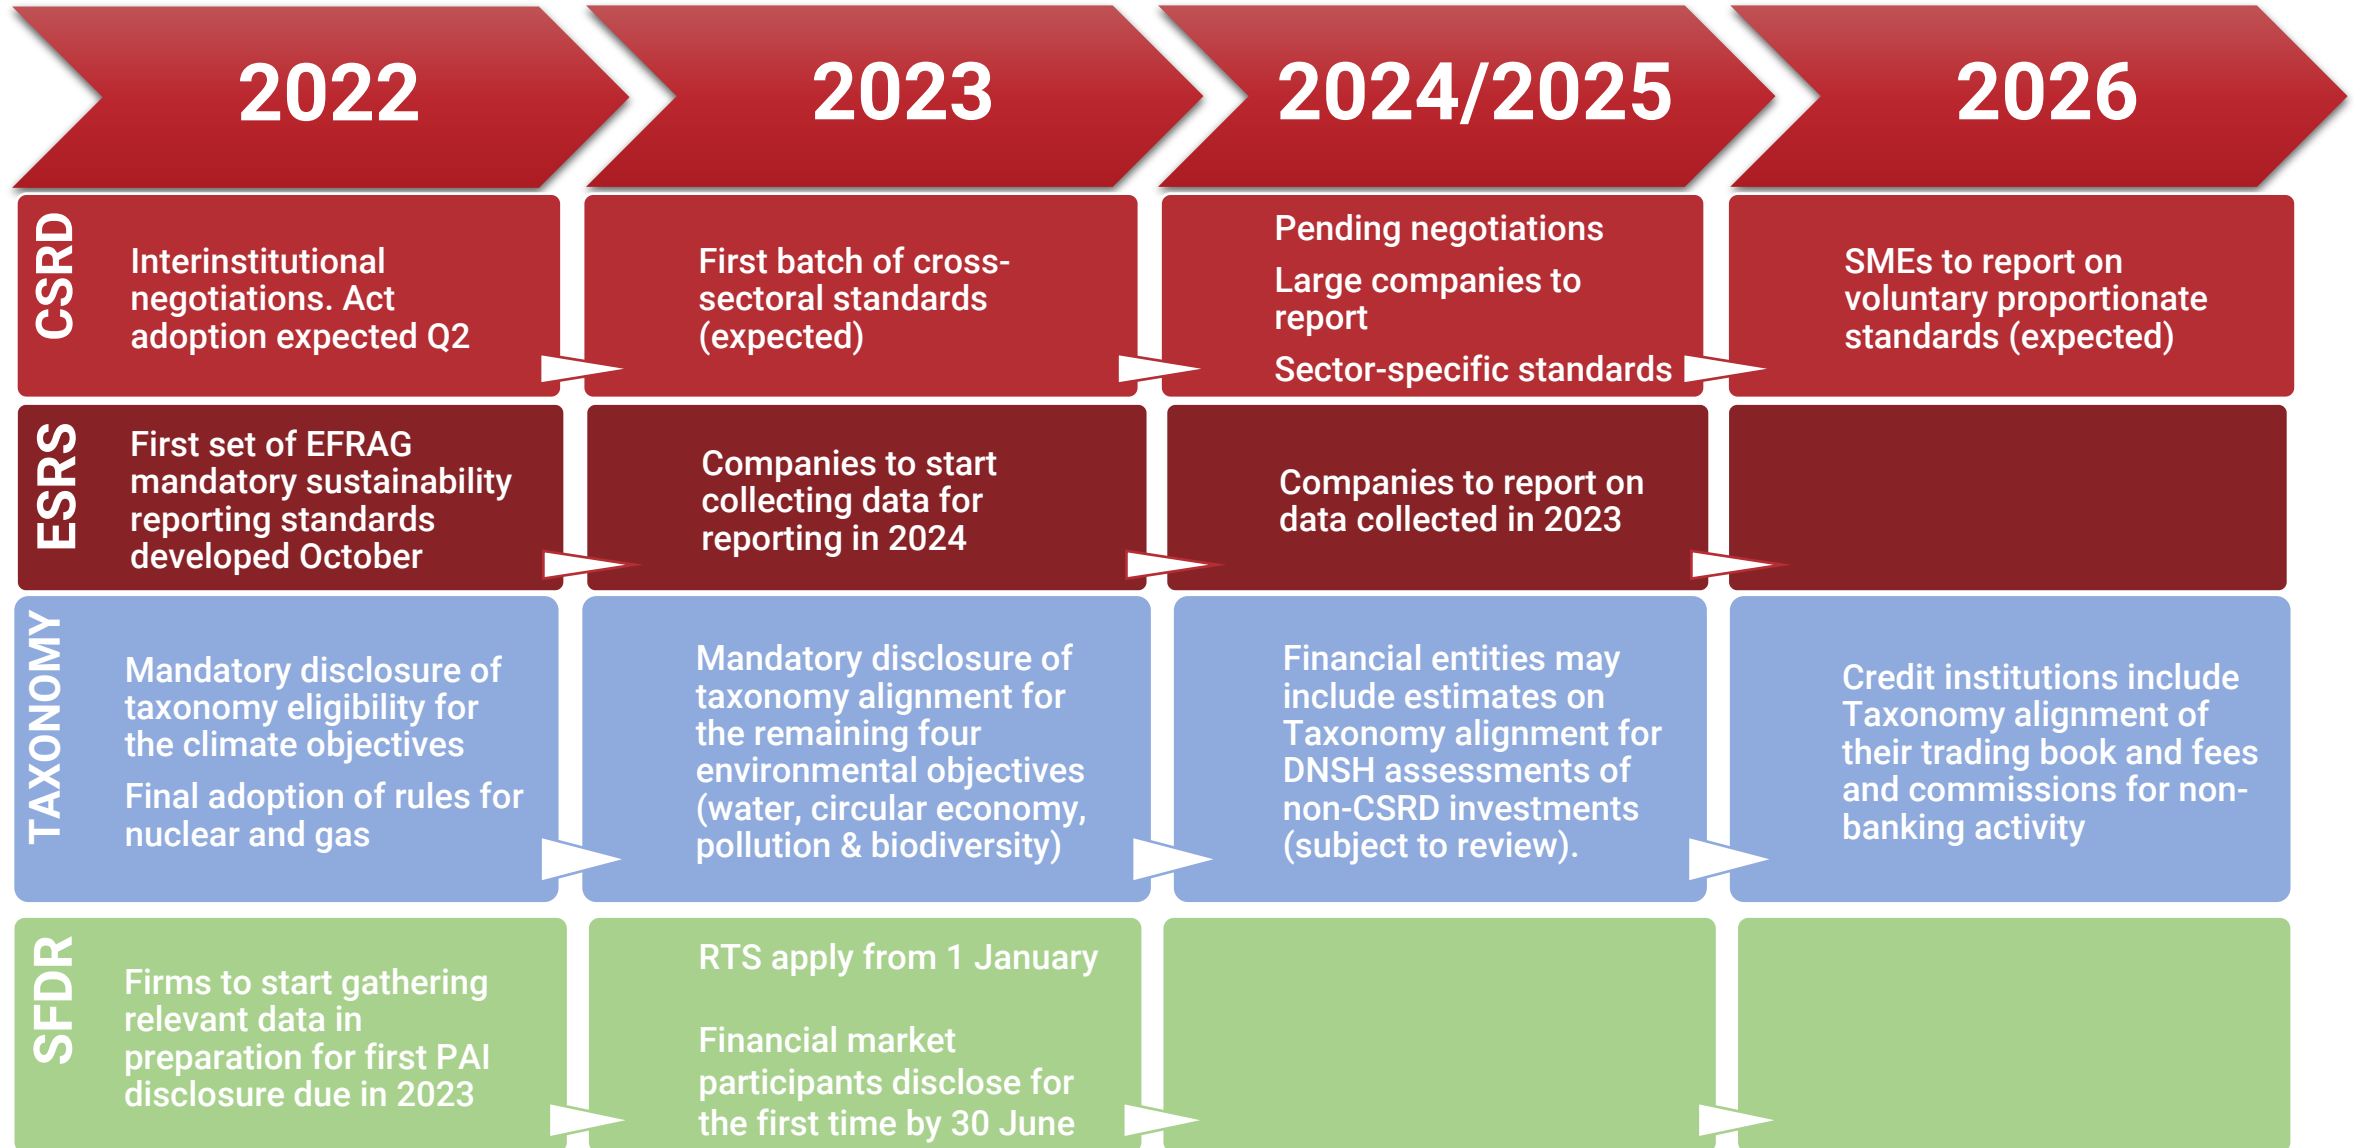 2022
2023
2024/2025
2026
CSRD
Interinstitutional
negotiations. Act
adoption expected Q2
First batch of cross-
sectoral standards
(expected)
Pending negotiations
Large companies to
report
Sector-specific standards
SMEs to report on
voluntary proportionate
standards (expected)
ESRS
First set of EFRAG
mandatory sustainability
reporting standards
developed October
Companies to start
collecting data for
reporting in 2024
Companies to report on
data collected in 2023
TAXONOMY
Mandatory disclosure of
taxonomy eligibility for
the climate objectives
Final adoption of rules for
nuclear and gas
Mandatory disclosure of
taxonomy alignment for
the remaining four
environmental objectives
(water, circular economy,
pollution & biodiversity)
Financial entities may
include estimates on
Taxonomy alignment for
DNSH assessments of
non-CSRD investments
(subject to review).
Credit institutions include
Taxonomy alignment of
their trading book and fees
and commissions for non-
banking activity
SFDR
Firms to start gathering
relevant data in
preparation for first PAI
disclosure due in 2023
RTS apply from 1 January
Financial market
participants disclose for
the first time by 30 June